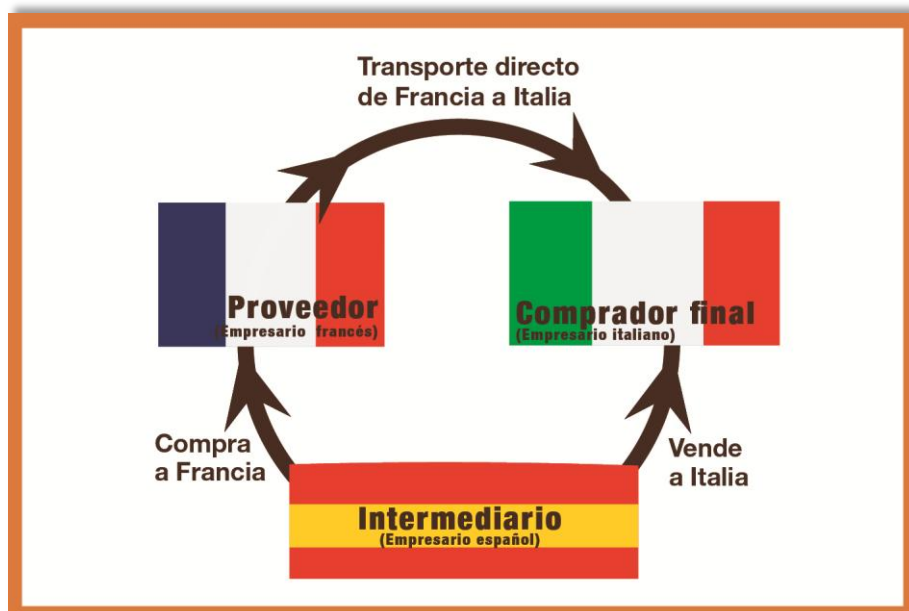 Transporte directo
de Francia a Italia
Proveedor
(Empresario francés)
Comprador final
(Empresario italiano)
Compra
a Francia
Vende
a Italia
Intermediario
(Empresario español)